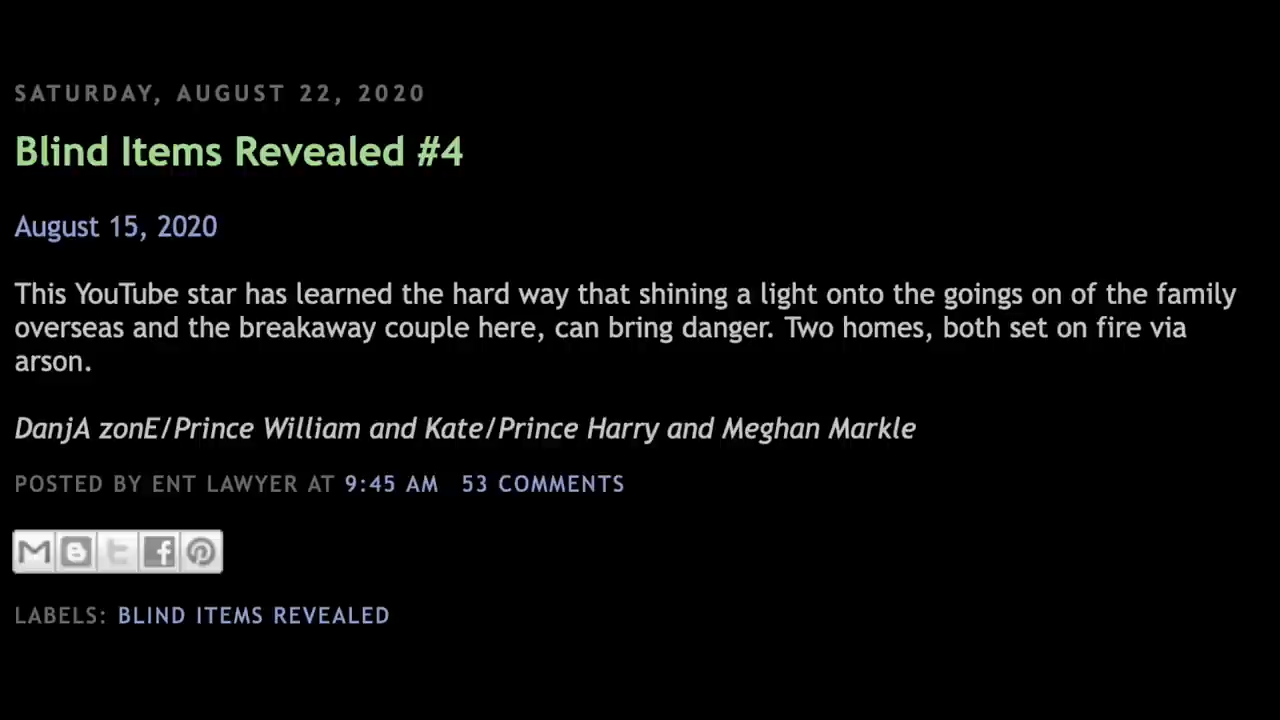 SATURDAY, AUGUST 22, 2020
Blind Items Revealed #4
August 15, 2020
This YouTube star has learned the hard way that shining a light onto the goings on of the family
overseas and the breakaway couple here, can bring danger. Two homes, both set on fire via
arson.
DanjA zonE/Prince William and Kate/Prince Harry and Meghan Markle
POSTED BY ENT LAWYER AT 9:45 AM 53 COMMENTS
LABELS: BLIND ITEMS REVEALED